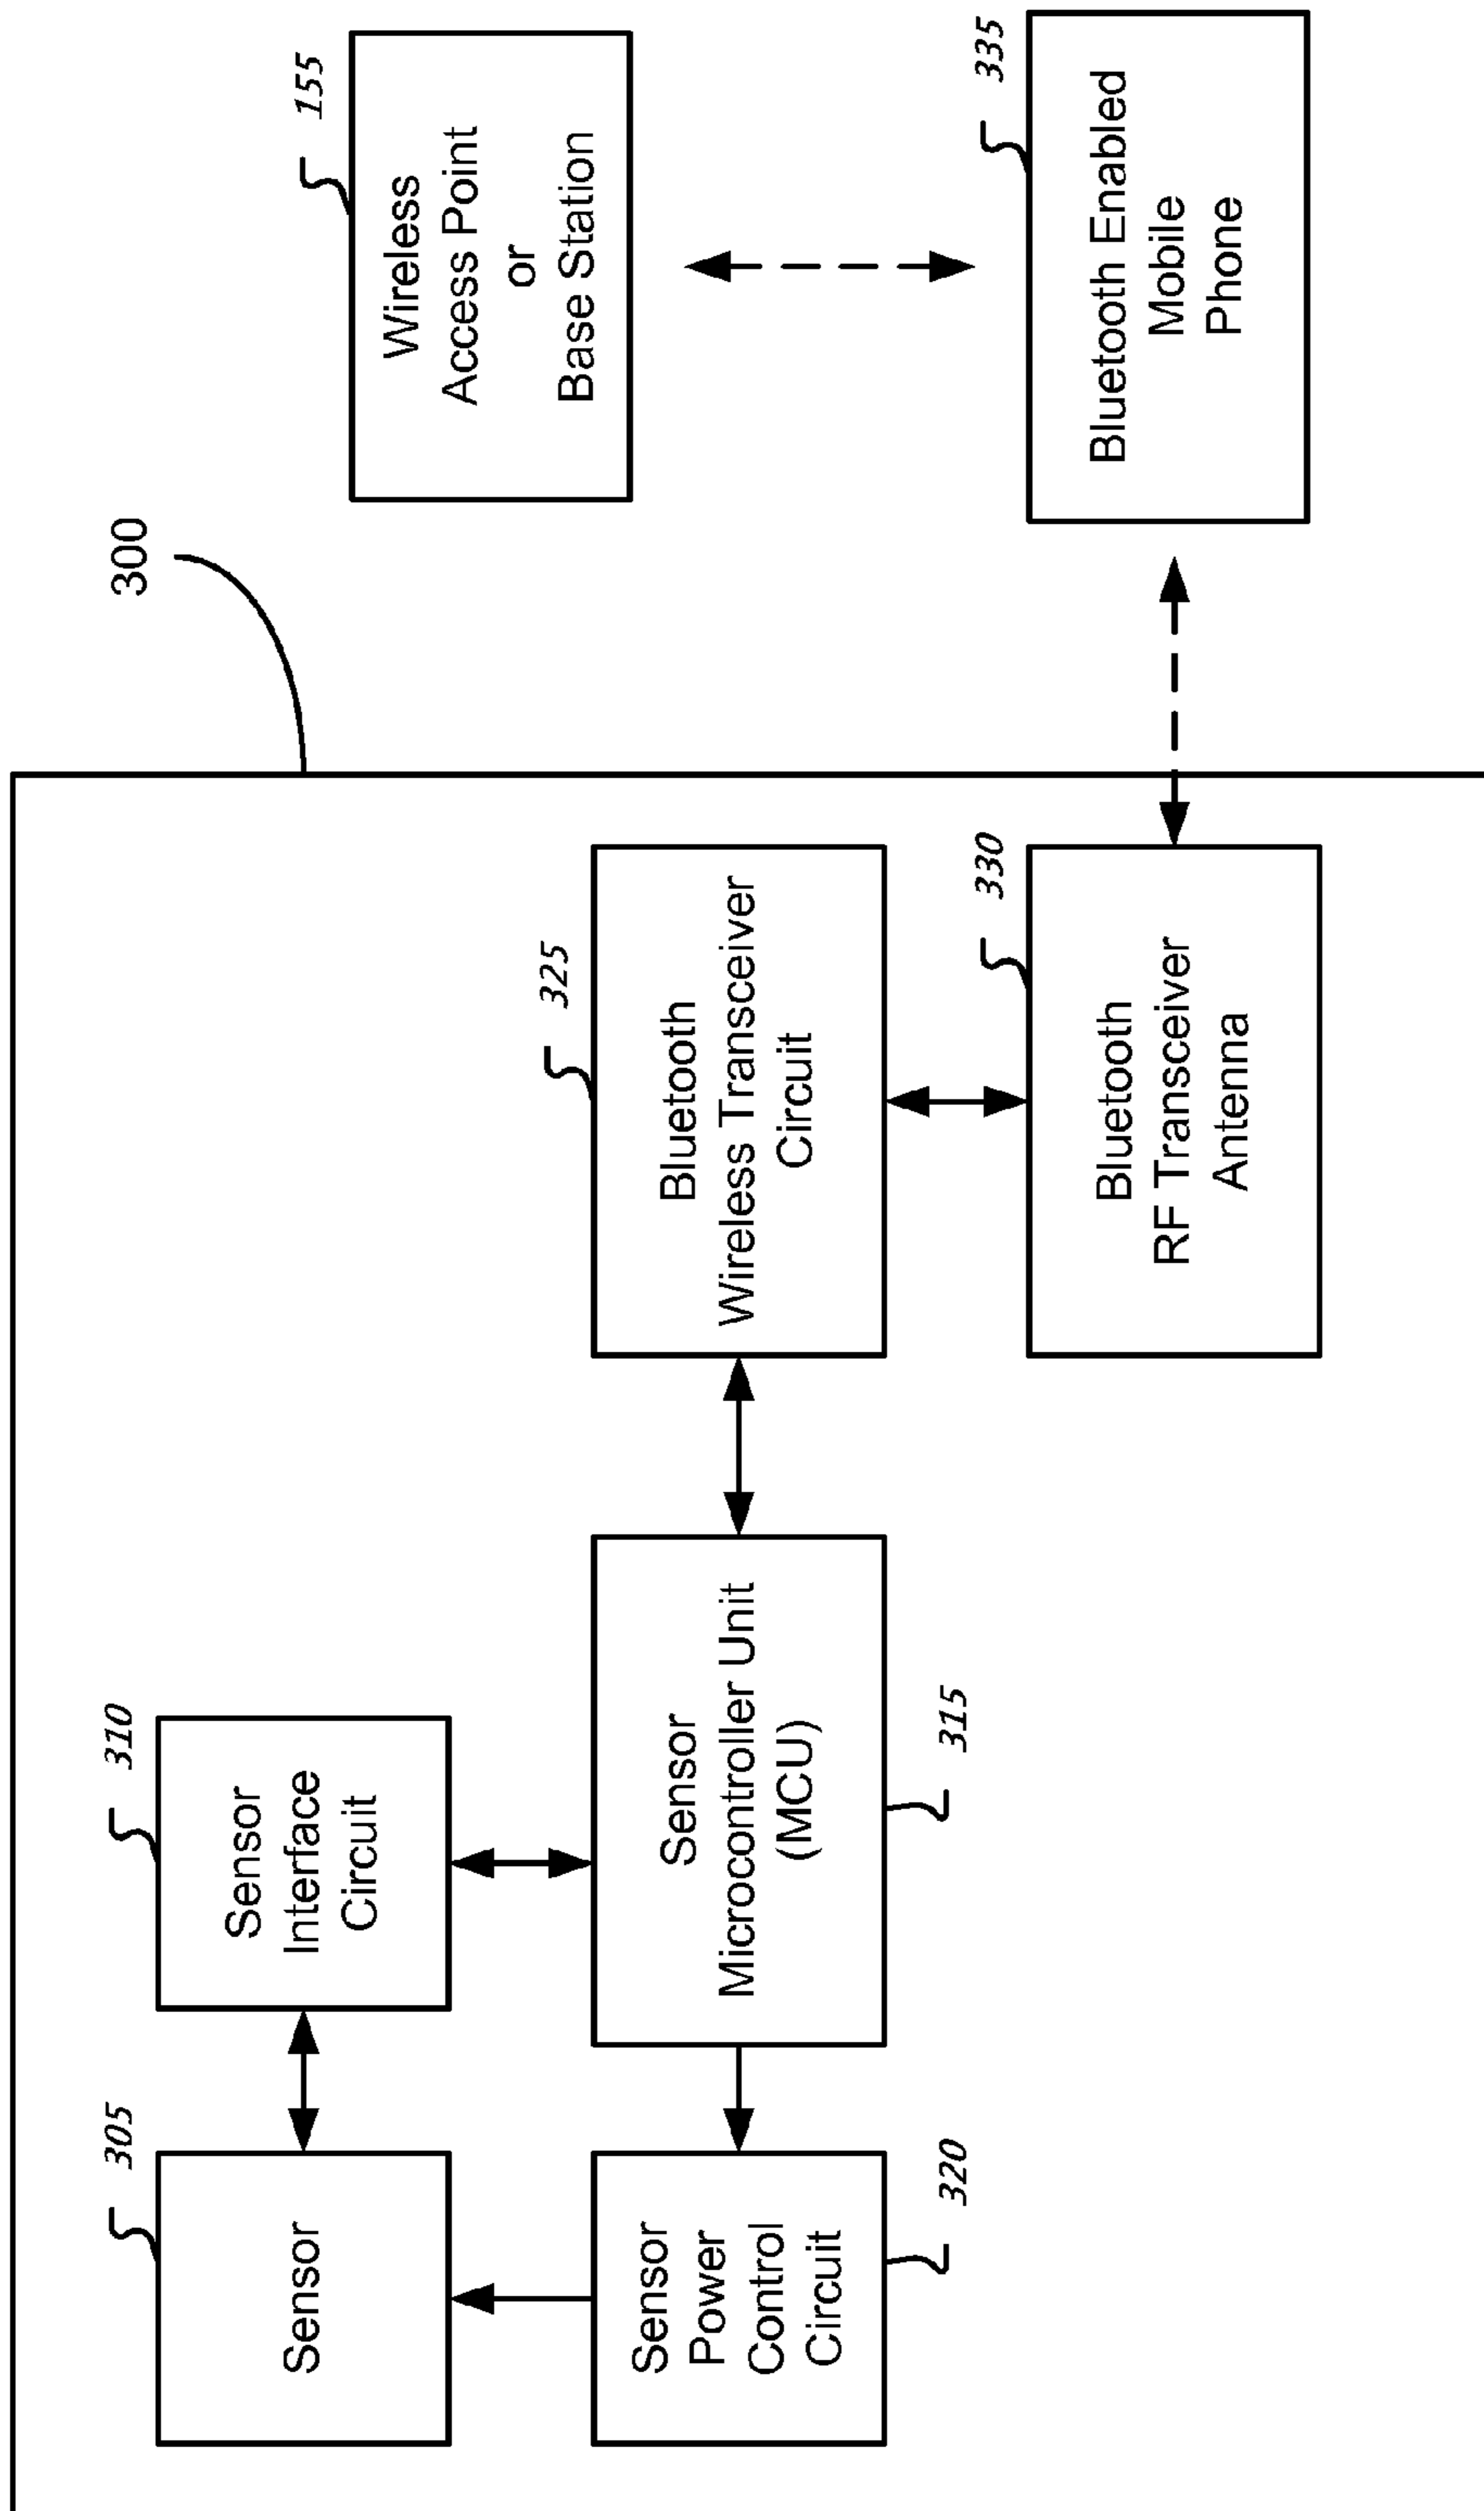 300
305
Sensor
310
Sensor
Interface
Circuit
155
Wireless
Access Point
or
Base Station
Sensor
Power
Control
Circuit
320
Sensor
Microcontroller Unit
(MCU)
315
325
Bluetooth
Wireless Transceiver
Circuit
330
Bluetooth
RF Transceiver
Antenna
335
Bluetooth Enabled
Mobile
Phone